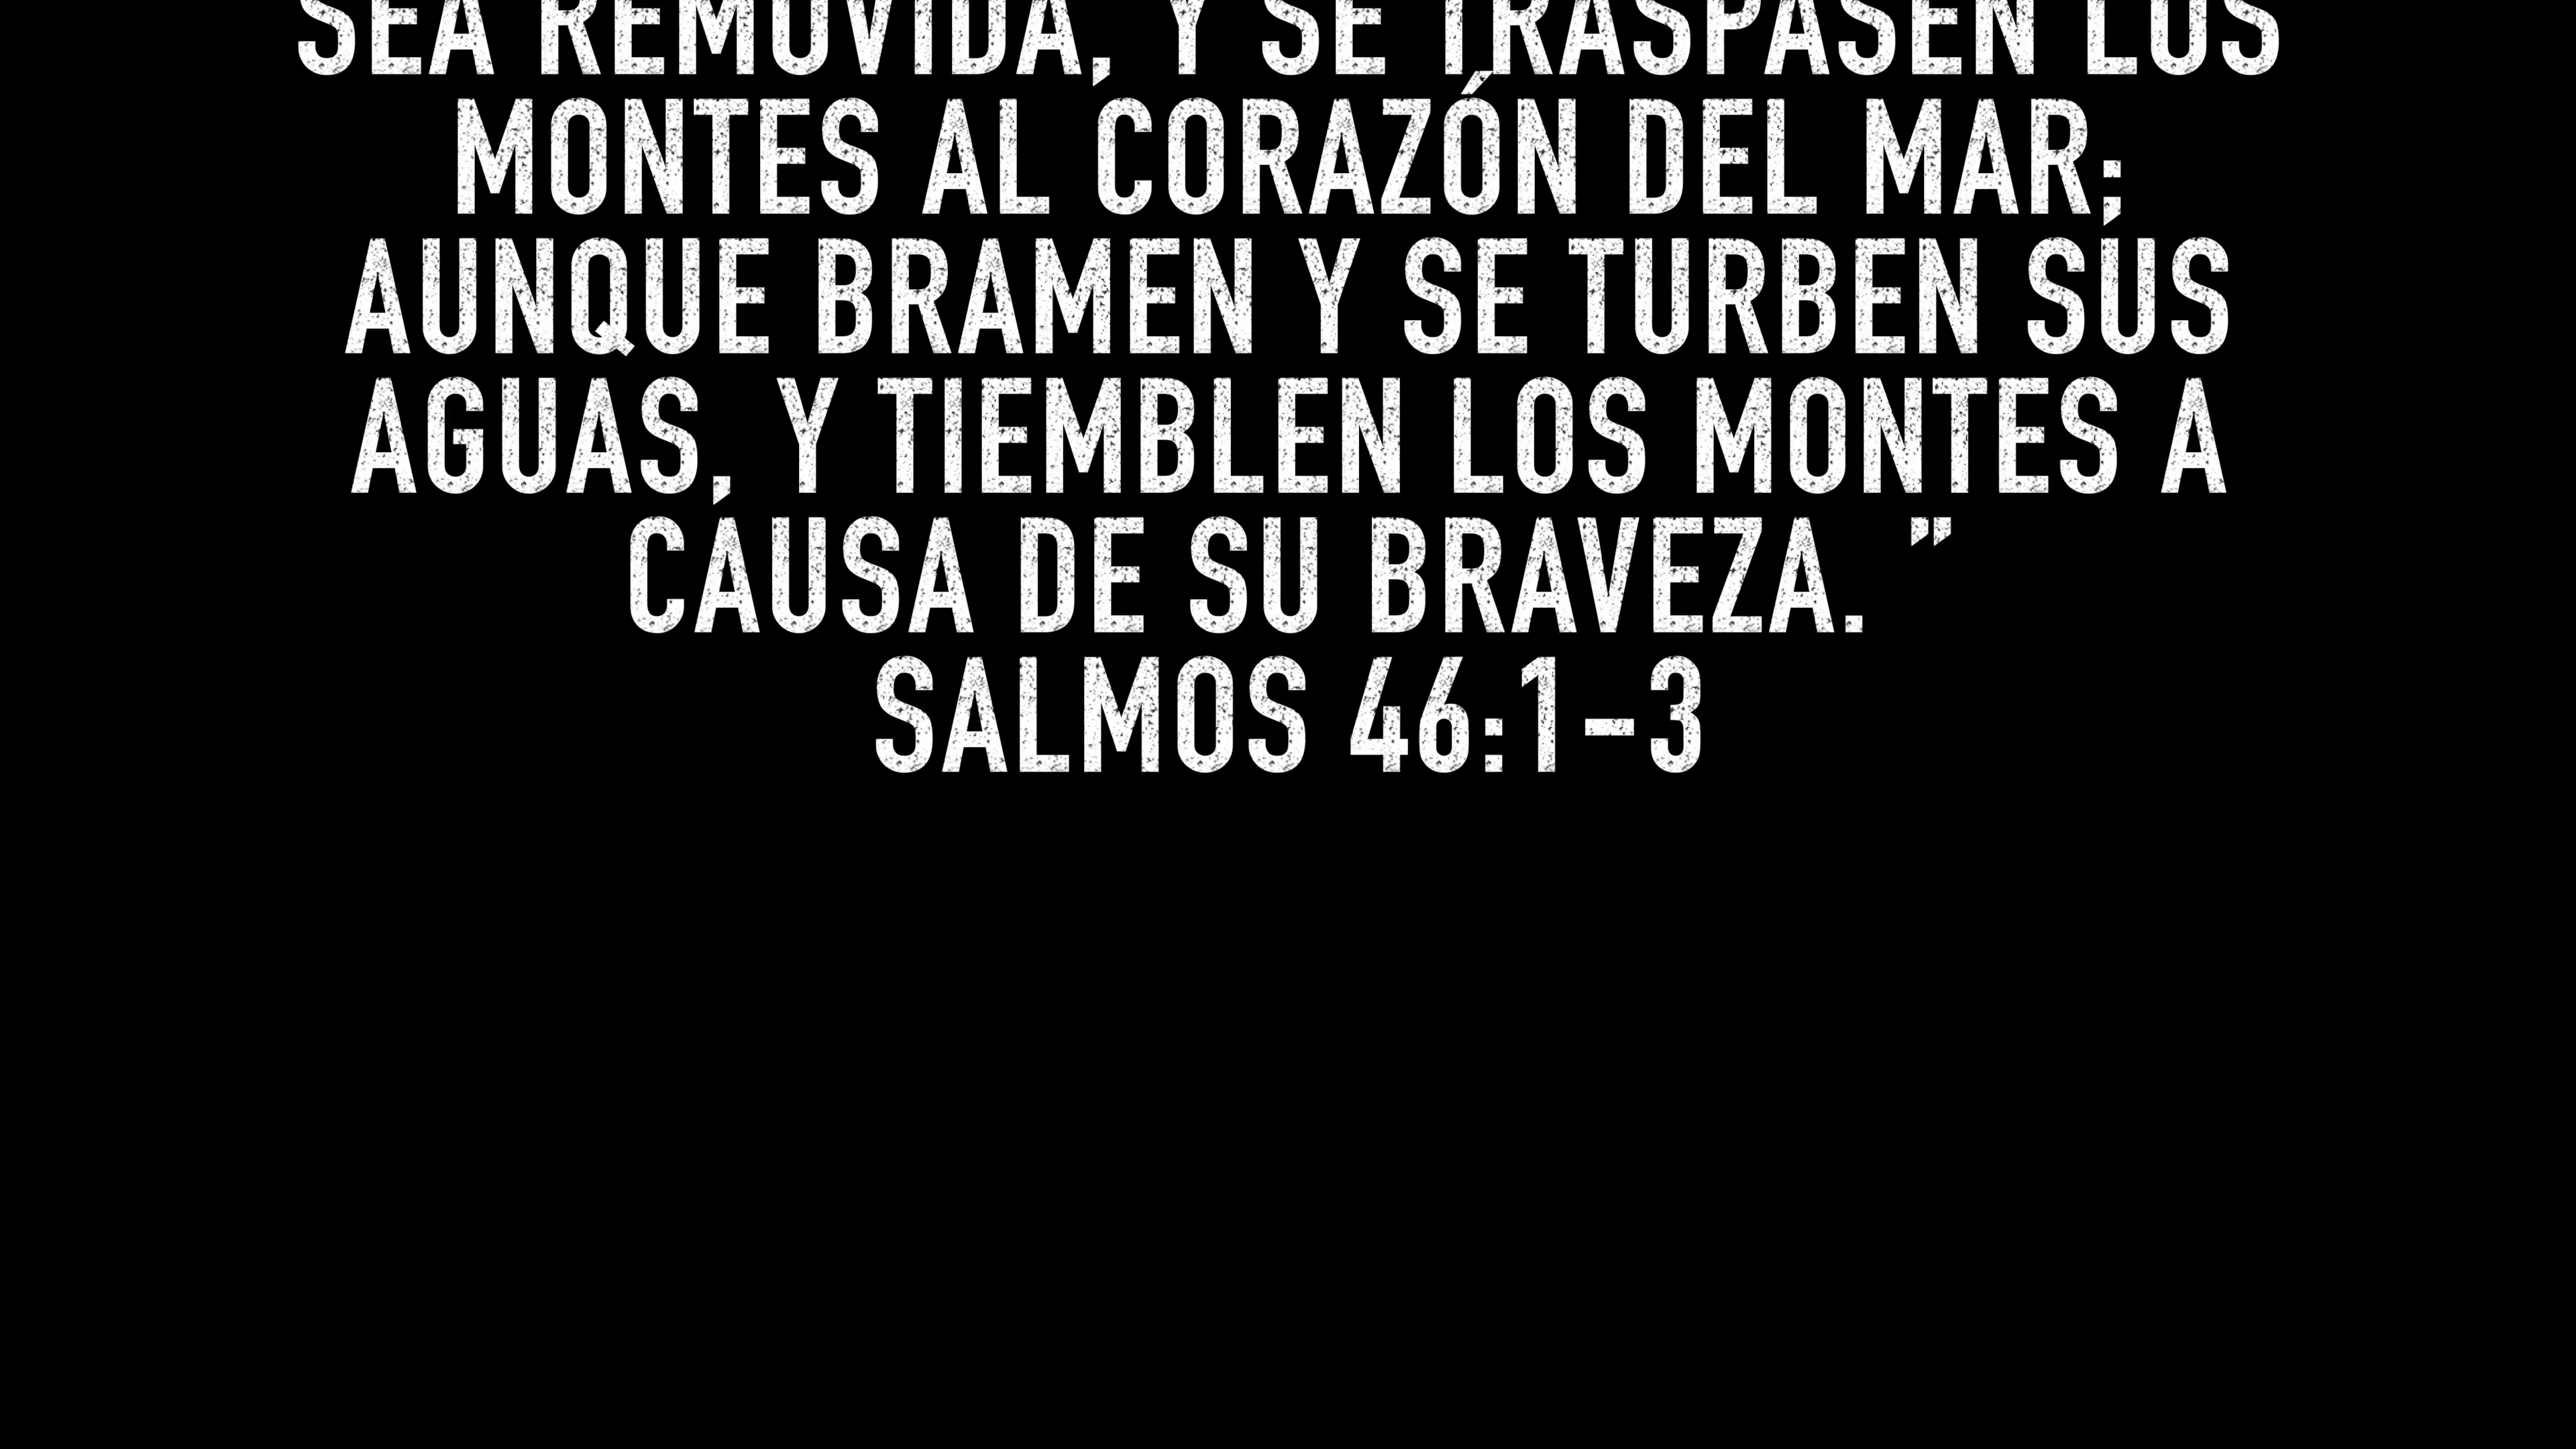 SEA REMOVIDA, Y SE TRASPASEN LOS
MONTES AL CORAZÓN DEL MAR;
AUNQUE BRAMEN Y SE TURBEN SUS
AGUAS, Y TIEMBLEN LOS MONTES A
CAUSA DE SU BRAVEZA. ”
SALMOS 46:1-3